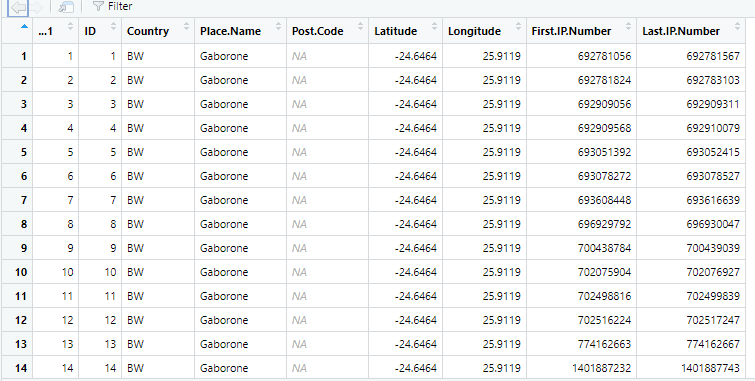 Filter
...1 ID Country Place.Name Post.Code Latitude Longitude First.IP.Number Last.IP.Number
1 1 1 BW Gaborone NA -24.6464 25.9119 692781056 692781567
2 2 2 BW Gaborone NA -24.6464 25.9119 692781824 692783103
3 3 3 BW Gaborone NA -24.6464 25.9119 692909056 692909311
4 4 4 BW Gaborone NA -24.6464 25.9119 692909568 692910079
5 5 5 BW Gaborone NA -24.6464 25.9119 693051392 693052415
6 6 6 BW Gaborone NA -24.6464 25.9119 693078272 693078527
7 7 7 BW Gaborone NA -24.6464 25.9119 693608448 693616639
8 8 8 BW Gaborone NA -24.6464 25.9119 696929792 696930047
9 9 9 BW Gaborone NA -24.6464 25.9119 700438784 700439039
10 10 10 BW Gaborone NA -24.6464 25.9119 702075904 702076927
11 11 11 BW Gaborone NA -24.6464 25.9119 702498816 702499839
12 12 12 BW Gaborone NA -24.6464 25.9119 702516224 702517247
13 13 13 BW Gaborone NA -24.6464 25.9119 774162663 774162667
14 14 14 BW Gaborone NA -24.6464 25.9119 1401887232 1401887743